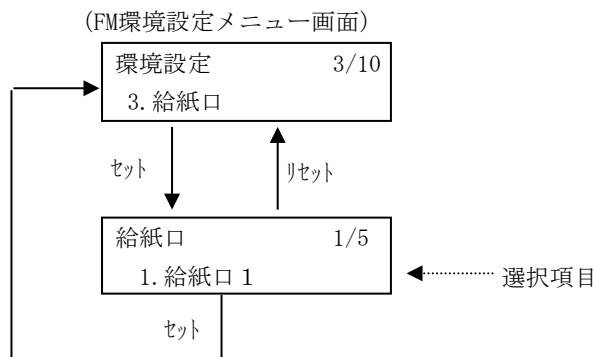 (FM環境設定メニュー画面)
環境設定 3/10
3.給紙口
ｾｯﾄ ﾘｾｯﾄ
給紙口 1/5
1.給紙口１
選択項目
ｾｯﾄ